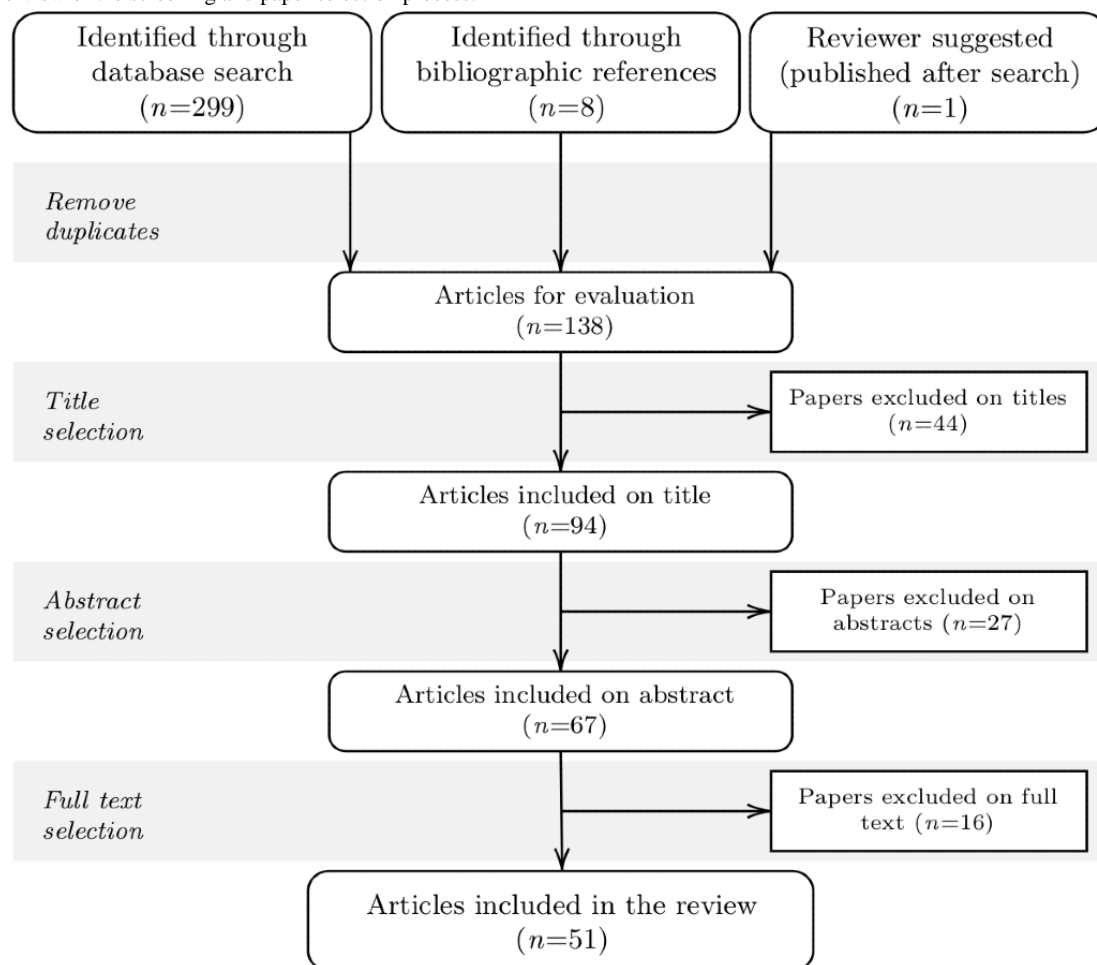 Identified through
database search
(n=299)
Identified through
bibliographic references
(n=8)
Reviewer suggested
(published after search)
(n=1)
Remove
duplicates
Articles for evaluation
(n=138)
Title
selection
Papers excluded on titles
(n=44)
Articles included on title
(n=94)
Abstract
selection
Papers excluded on
abstracts (n=27)
Articles included on abstract
(n=67)
Full text
selection
Papers excluded on full
text (n=16)
Articles included in the review
(n=51)